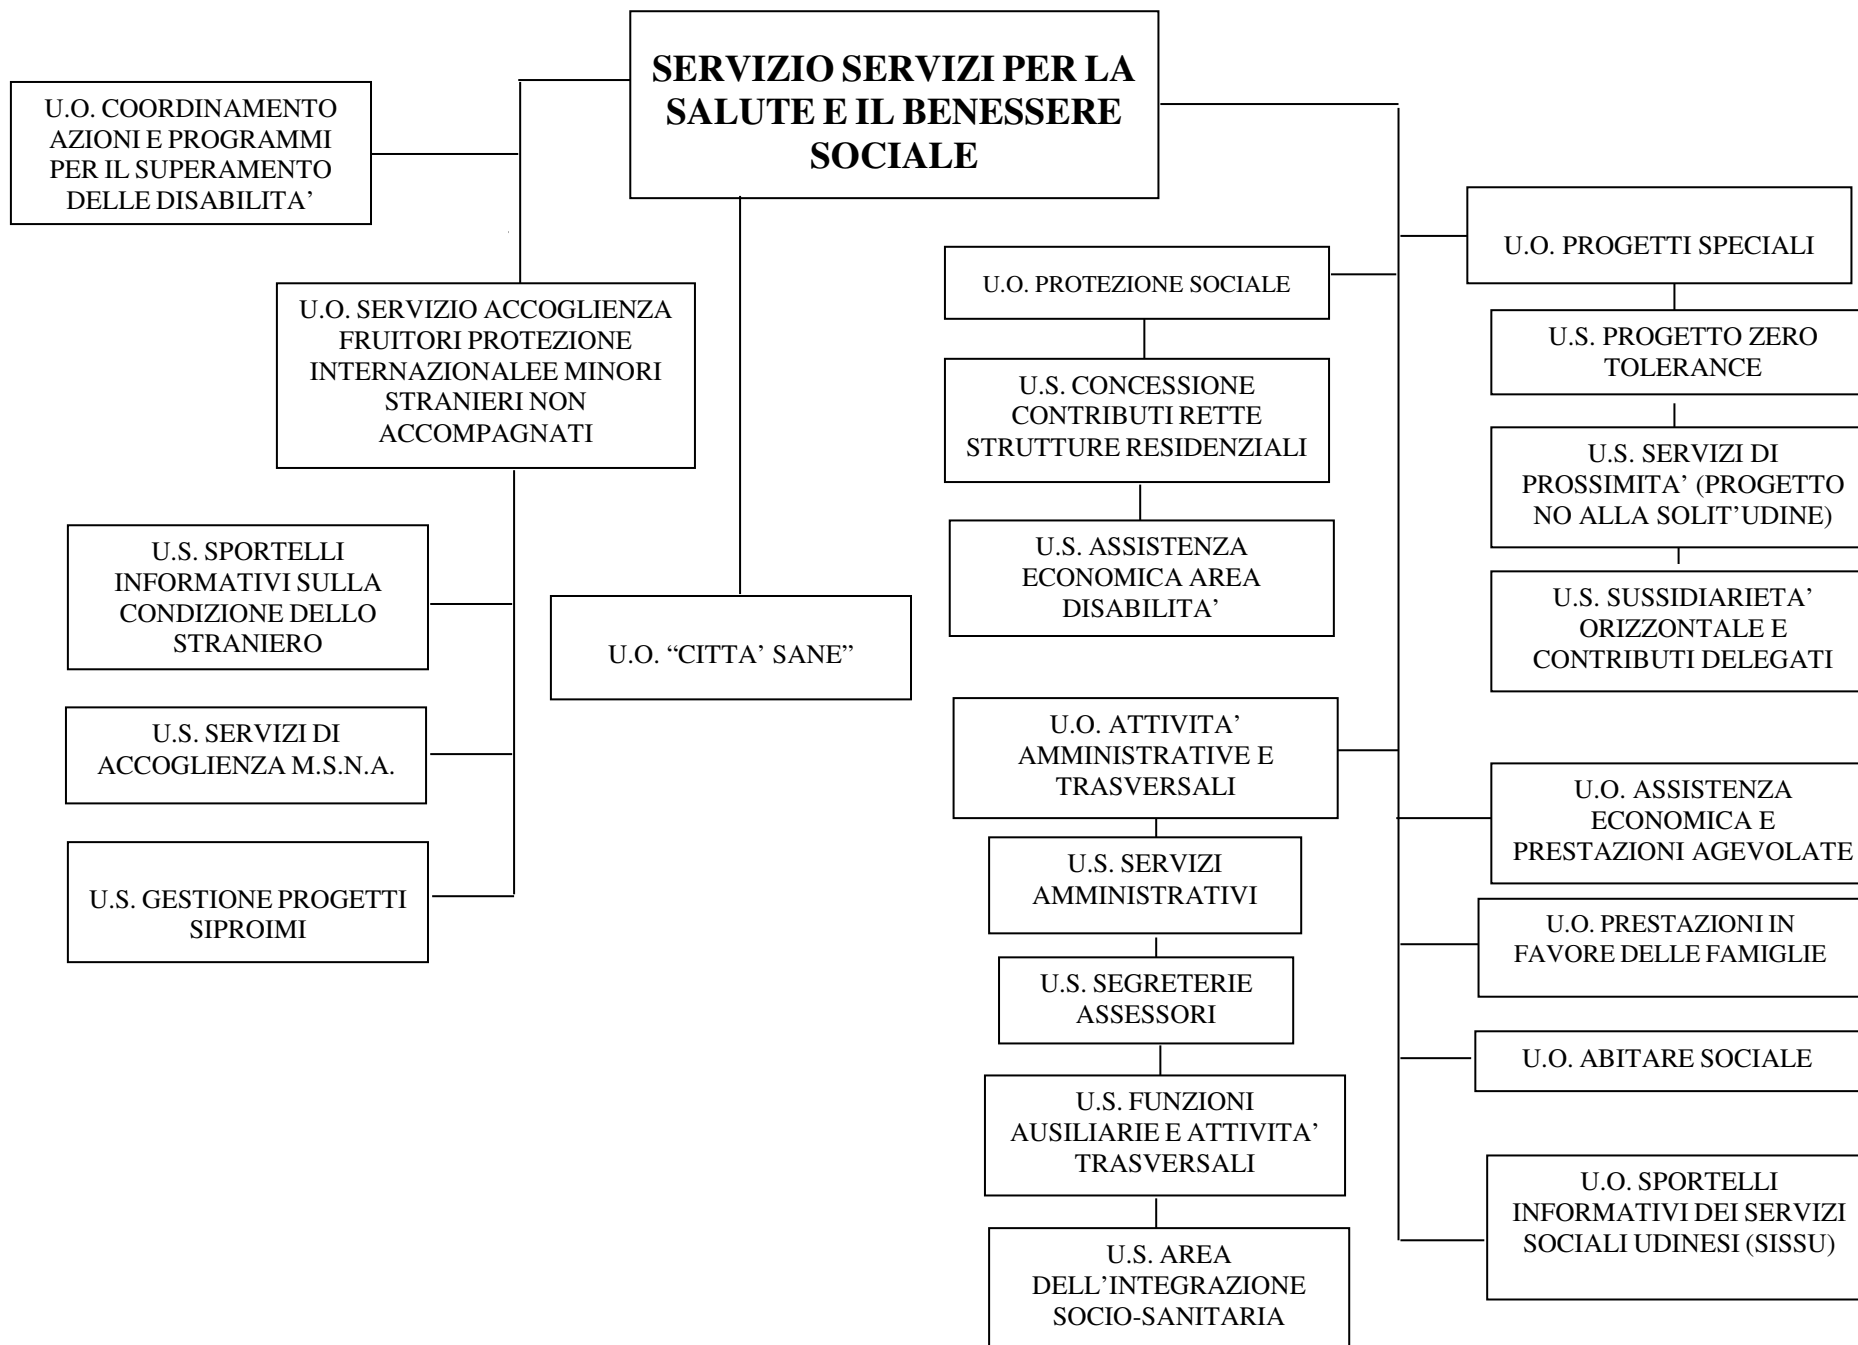 SERVIZIO SERVIZI PER LA
SALUTE E IL BENESSERE
SOCIALE
U.O. COORDINAMENTO
AZIONI E PROGRAMMI
PER IL SUPERAMENTO
DELLE DISABILITA’
U.O. SERVIZIO ACCOGLIENZA
FRUITORI PROTEZIONE
INTERNAZIONALEE MINORI
STRANIERI NON
ACCOMPAGNATI
U.S. SPORTELLI
INFORMATIVI SULLA
CONDIZIONE DELLO
STRANIERO
U.S. SERVIZI DI
ACCOGLIENZA M.S.N.A.
U.S. GESTIONE PROGETTI
SIPROIMI
U.O. “CITTA’ SANE”
U.O. PROTEZIONE SOCIALE
U.S. CONCESSIONE
CONTRIBUTI RETTE
STRUTTURE RESIDENZIALI
U.S. ASSISTENZA
ECONOMICA AREA
DISABILITA’
U.O. ATTIVITA’
AMMINISTRATIVE E
TRASVERSALI
U.S. SERVIZI
AMMINISTRATIVI
U.S. SEGRETERIE
ASSESSORI
U.S. FUNZIONI
AUSILIARIE E ATTIVITA’
TRASVERSALI
U.S. AREA
DELL’INTEGRAZIONE
SOCIO-SANITARIA
U.O. PROGETTI SPECIALI
U.S. PROGETTO ZERO
TOLERANCE
U.S. SERVIZI DI
PROSSIMITA’ (PROGETTO
NO ALLA SOLIT’UDINE)
U.S. SUSSIDIARIETA’
ORIZZONTALE E
CONTRIBUTI DELEGATI
U.O. ASSISTENZA
ECONOMICA E
PRESTAZIONI AGEVOLATE
U.O. PRESTAZIONI IN
FAVORE DELLE FAMIGLIE
U.O. ABITARE SOCIALE
U.O. SPORTELLI
INFORMATIVI DEI SERVIZI
SOCIALI UDINESI (SISSU)